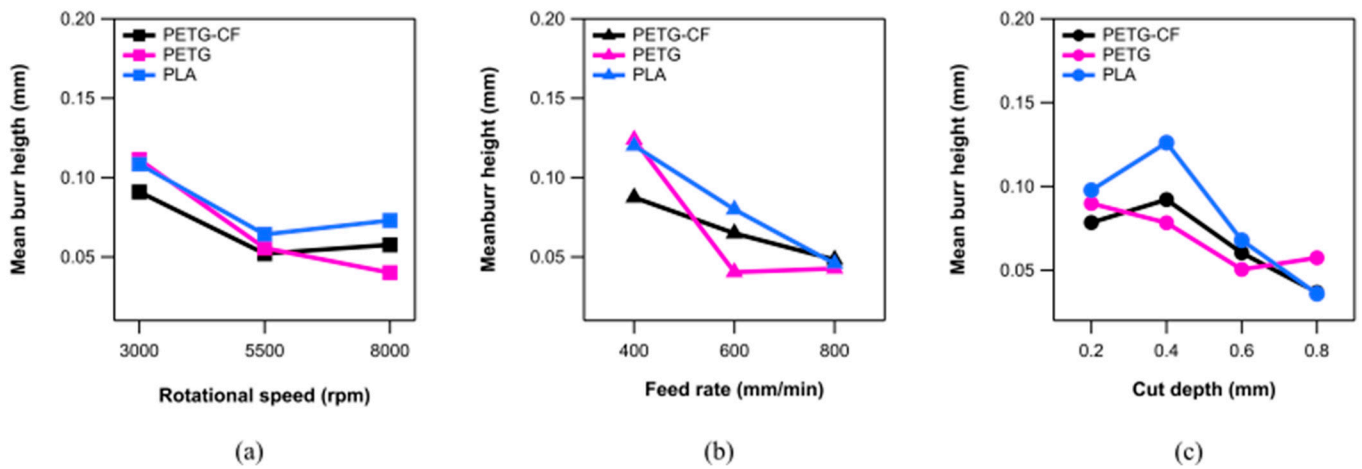 Mean burr heigth (mm)
0.20
0.15
0.10
0.05
PETG-CF
PETG
PLA
3000
5500
8000
Rotational speed (rpm)
(a)
Meanburr height (mm)
0.20
0.15
0.10
0.05
PETG-CF
PETG
PLA
400
600
800
Feed rate (mm/min)
(b)
Mean burr height (mm)
0.20
0.15
0.10
0.05
PETG-CF
PETG
PLA
0.2
0.4
0.6
0.8
Cut depth (mm)
(c)